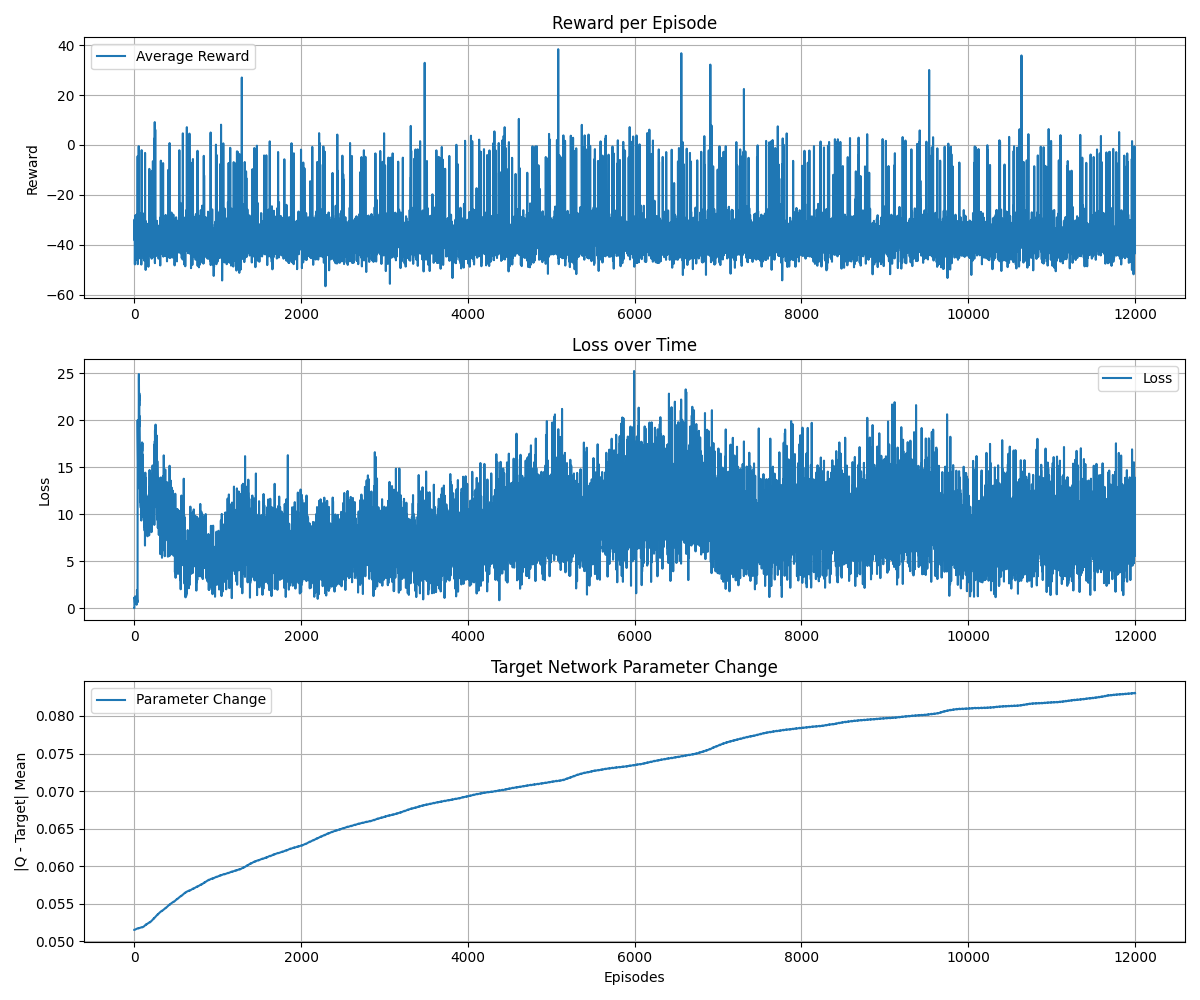 Reward per Episode
Average Reward
Reward
40
20
0
−20
−40
−60
0 2000 4000 6000 8000 10000 12000
Loss over Time
Loss
Loss
25
20
15
10
5
0
0 2000 4000 6000 8000 10000 12000
Target Network Parameter Change
Parameter Change
|Q - Target| Mean
0.080
0.075
0.070
0.065
0.060
0.055
0.050
0 2000 4000 6000 8000 10000 12000
Episodes